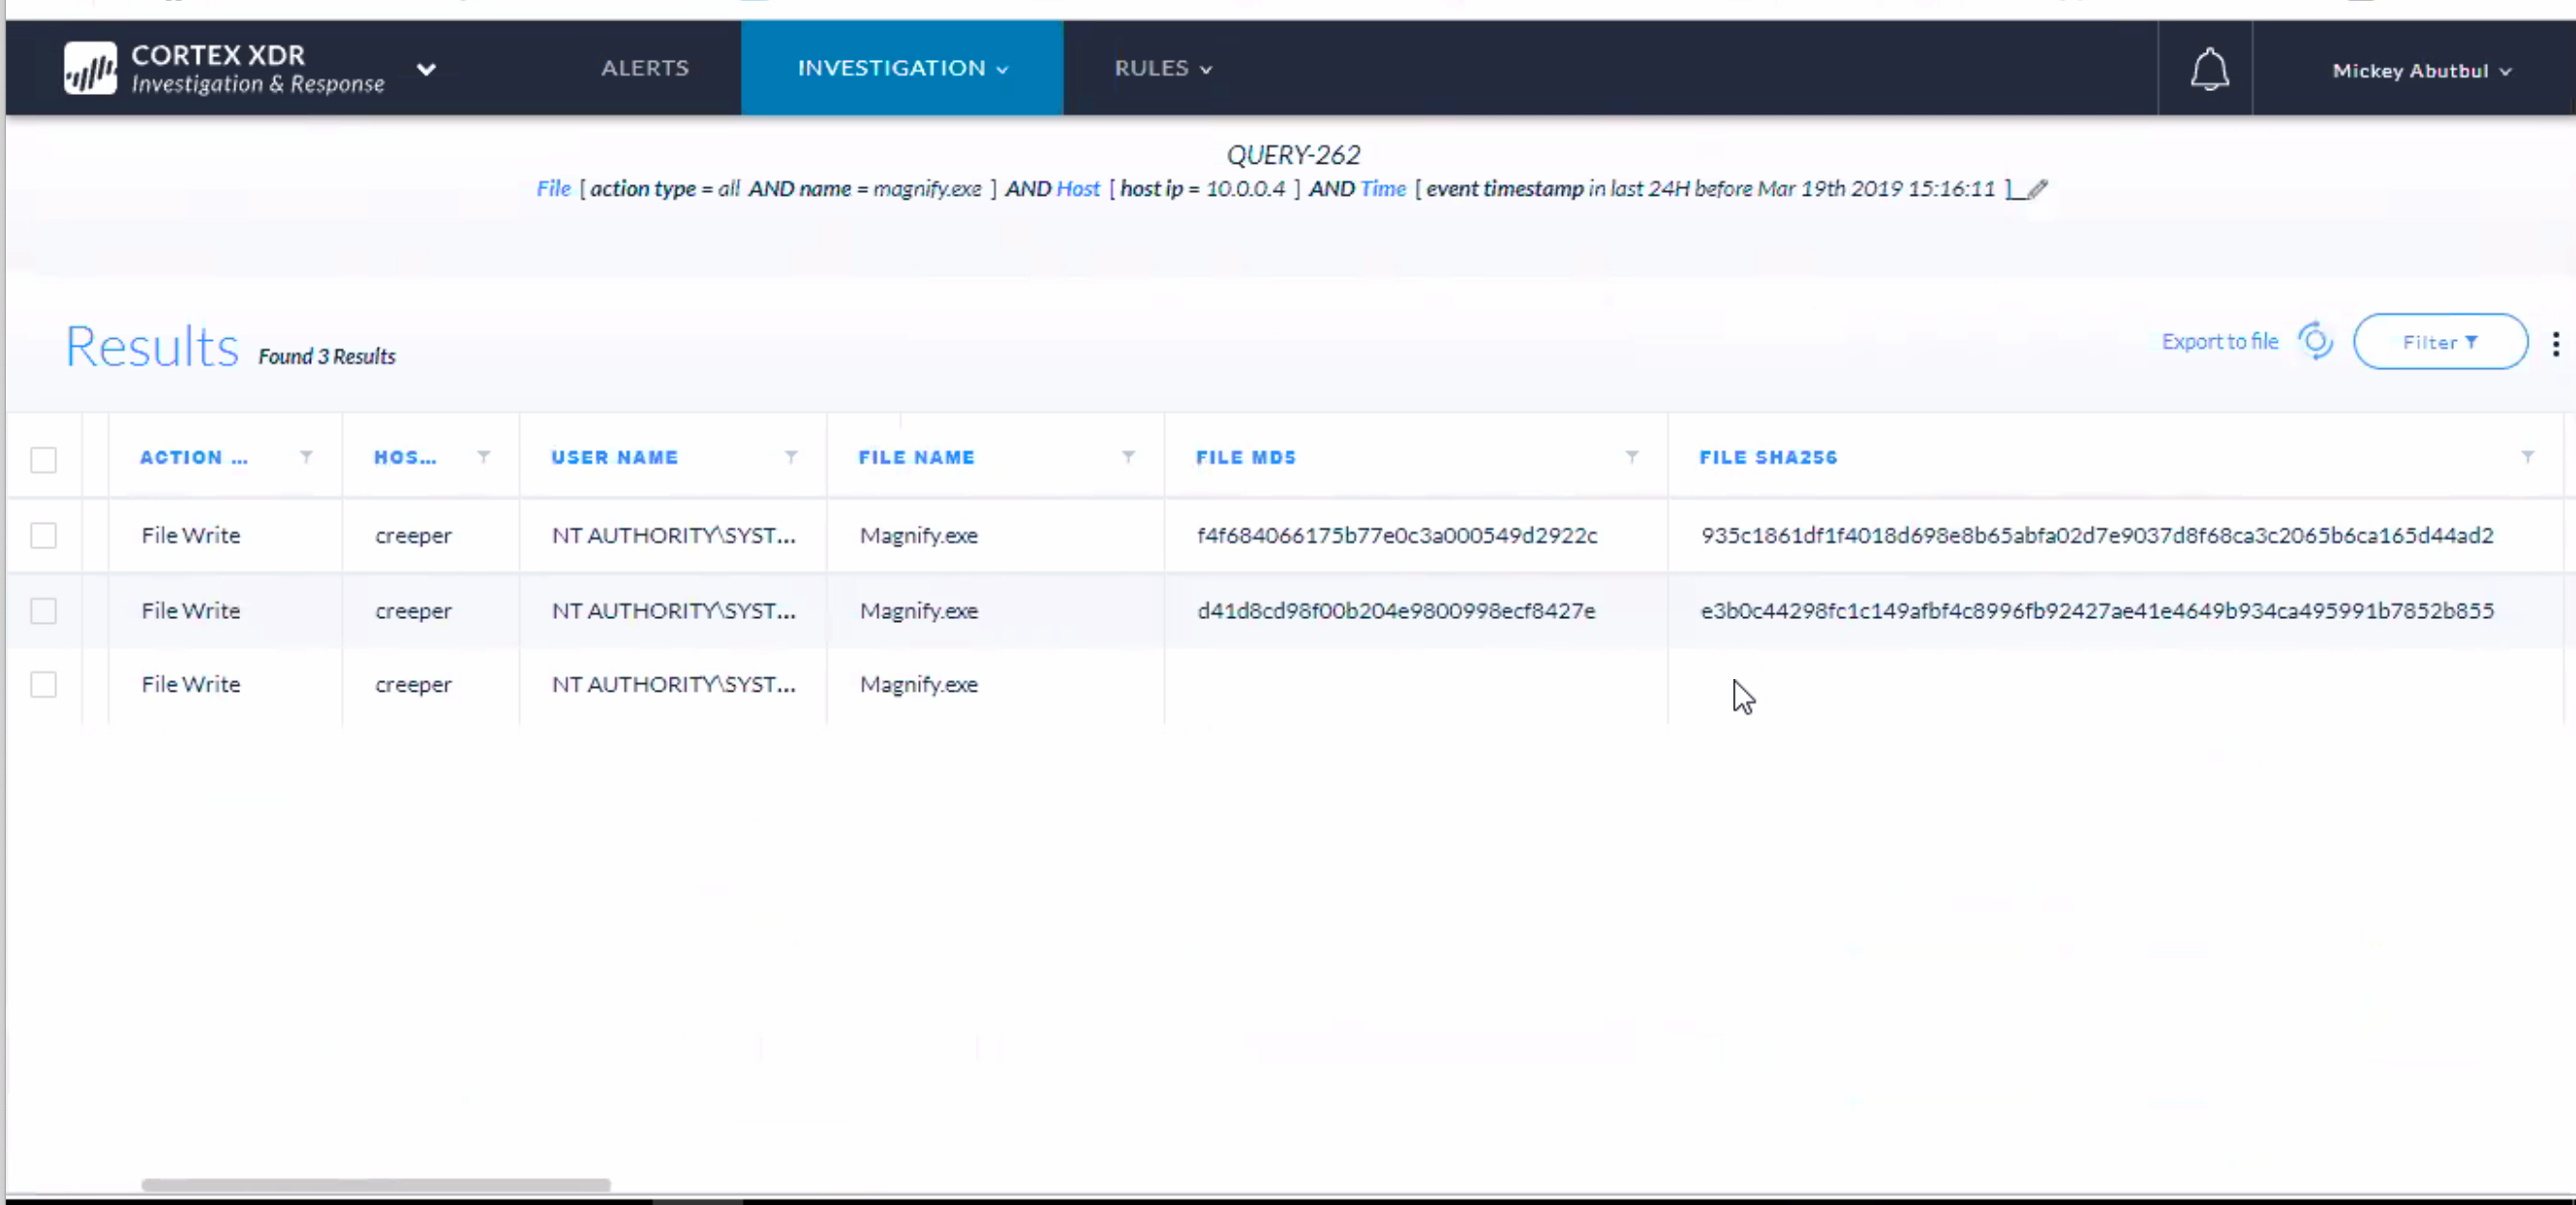 CORTEX XDR
Investigation & Response
ALERTS
INVESTIGATION
RULES
Mickey Abutbul
QUERY-262
File [ action type = all AND name = magnify.exe ] AND Host [ host ip = 10.0.0.4 ] AND Time [ event timestamp in last 24H before Mar 19th 2019 15:16:11 ]
Results Found 3 Results
Export to file
Filter
ACTION ... HOS... USER NAME FILE NAME FILE MD5 FILE SHA256
File Write creeper NT AUTHORITY\SYST... Magnify.exe f4f684066175b77e0c3a000549d2922c 935c1861df1f4018d698e8b65abfa02d7e9037d8f68ca3c2065b6ca165d44ad2
File Write creeper NT AUTHORITY\SYST... Magnify.exe d41d8cd98f00b204e9800998ecf8427e e3b0c44298fc1c149afbf4c8996fb92427ae41e4649b934ca495991b7852b855
File Write creeper NT AUTHORITY\SYST... Magnify.exe